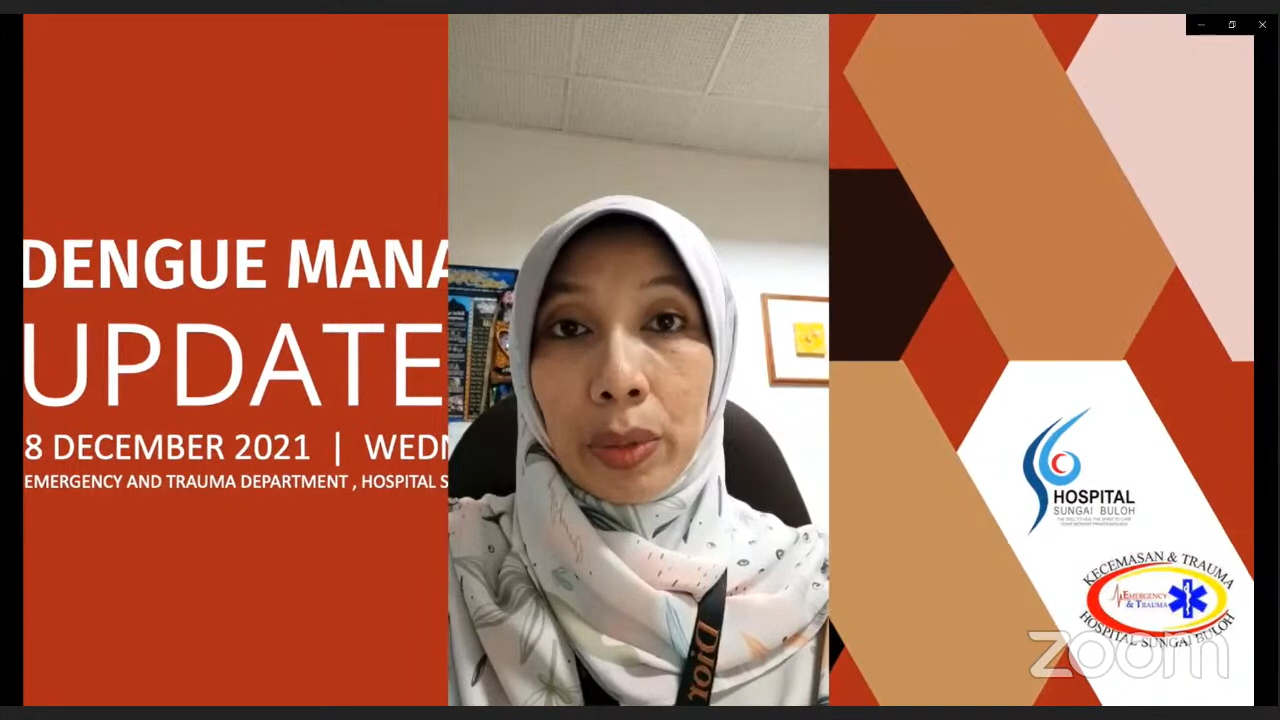 DENGUE MANA
UPDATE
8 DECEMBER 2021 | WEDN
EMERGENCY AND TRAUMA DEPARTMENT , HOSPITAL S
Dior
HOSPITAL
SUNGAI BULOH
KECEMASAN & TRAUMA
EMERGENCY
& TRAUMA
HOSPITAL SUNGAI BULOH
zoom